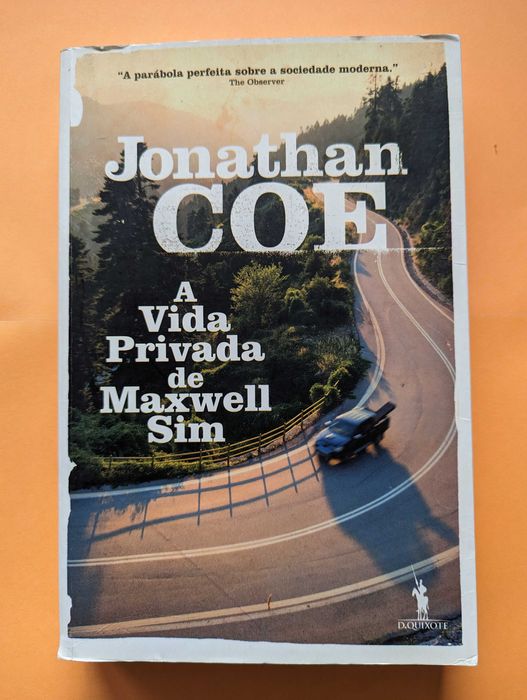 “A parábola perfeita sobre a sociedade moderna.”
The Observer
Jonathan
COE
A
Vida
Privada
de
Maxwell
Sim
D.QUIXOTE